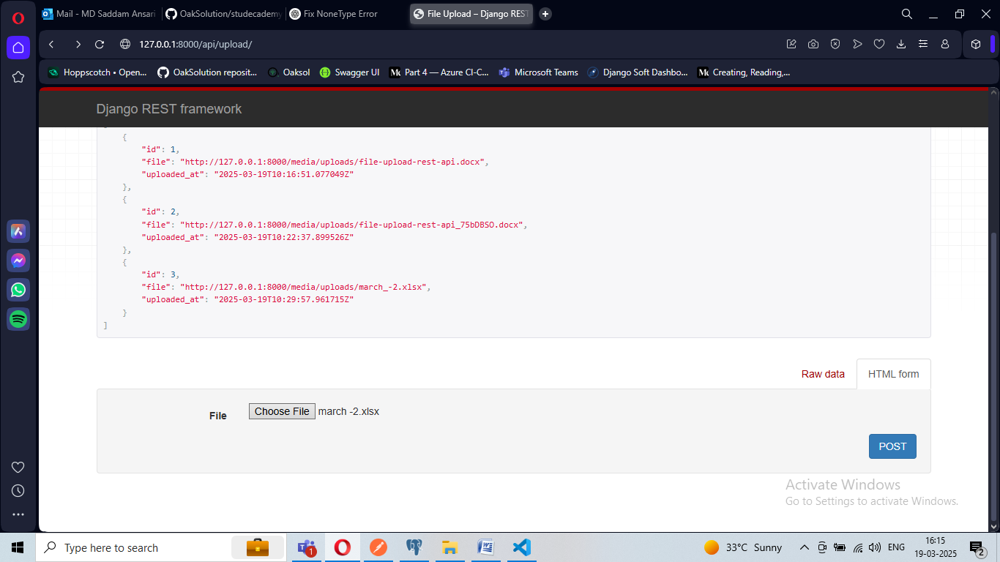 Mail - MD Saddam Ansari
OakSolution/studecademy
Fix NoneType Error
File Upload – Django REST
127.0.0.1:8000/api/upload/
Hoppscotch • Open...
OakSolution reposit...
Oaksol
Swagger UI
Part 4 — Azure CI-C...
Microsoft Teams
Django Soft Dashbo...
Creating, Reading,...
Django REST framework
{
"id": 1,
"file": "http://127.0.0.1:8000/media/uploads/file-upload-rest-api.docx",
"uploaded_at": "2025-03-19T10:16:51.077049Z"
},
{
"id": 2,
"file": "http://127.0.0.1:8000/media/uploads/file-upload-rest-api_75bDBSO.docx",
"uploaded_at": "2025-03-19T10:22:37.899526Z"
},
{
"id": 3,
"file": "http://127.0.0.1:8000/media/uploads/march_-2.xlsx",
"uploaded_at": "2025-03-19T10:29:57.961715Z"
}
]
Raw data
HTML form
File
Choose File march -2.xlsx
POST
Activate Windows
Go to Settings to activate Windows.
Type here to search
1
33°C Sunny
ENG
16:15
19-03-2025
2